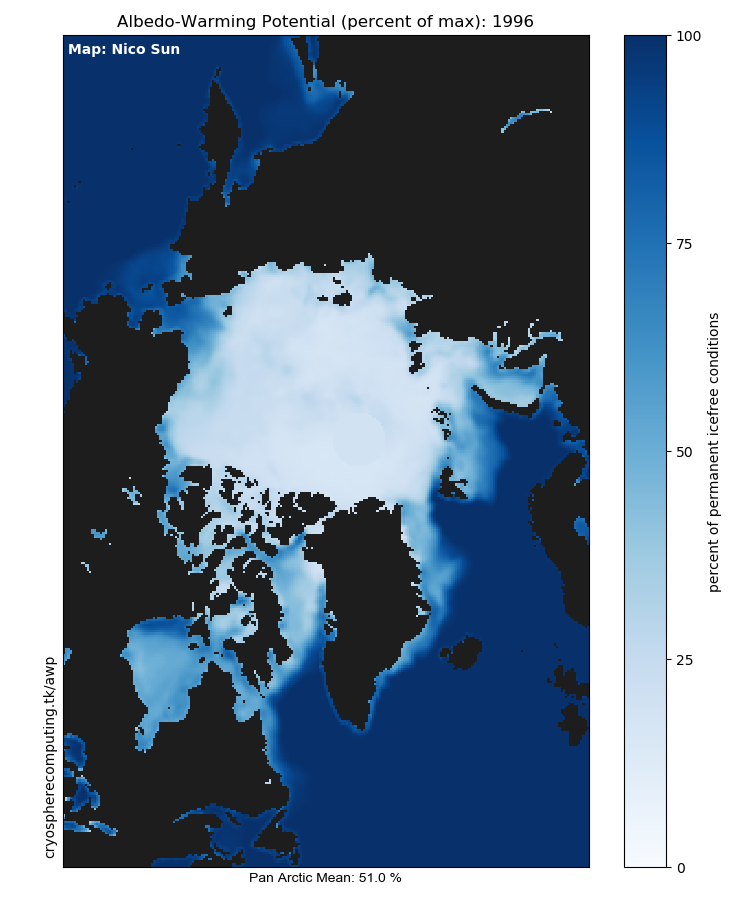 Albedo-Warming Potential (percent of max): 1996
Map: Nico Sun
100
75
50
25
0
percent of permanent icefree conditions
cryospherecomputing.tk/awp
Pan Arctic Mean: 51.0 %